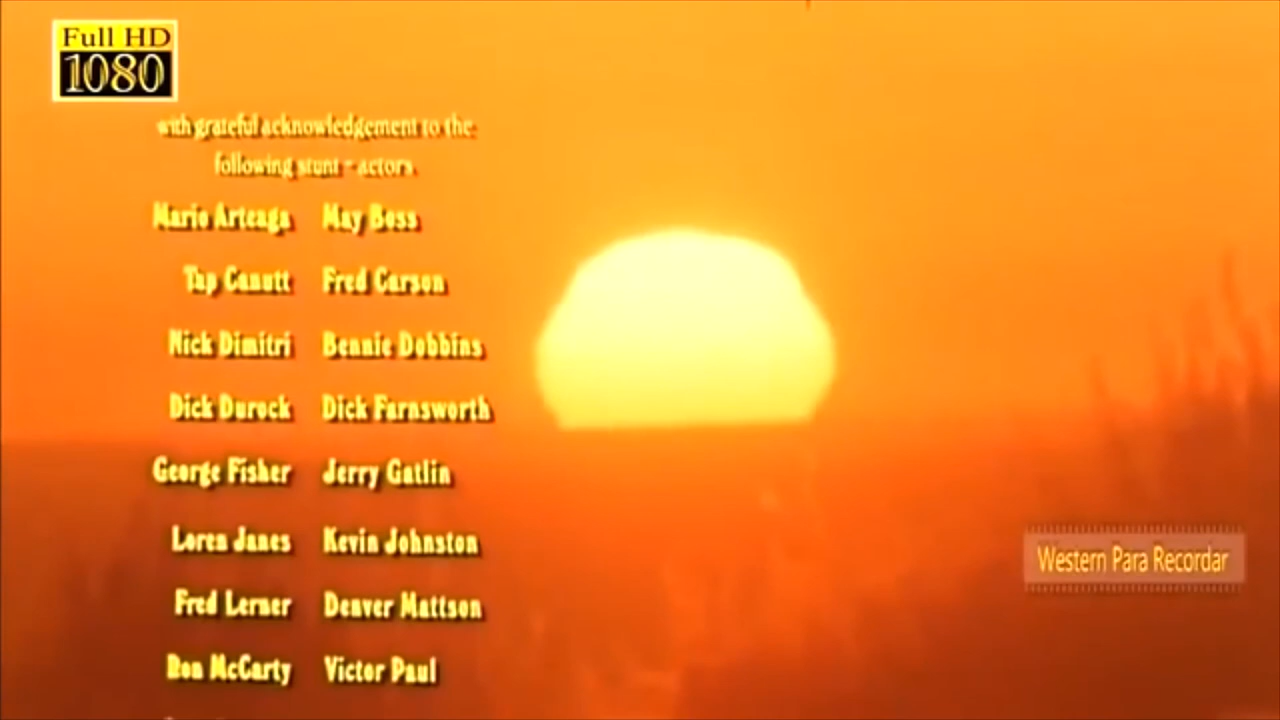 Full HD
1080
with grateful acknowledgement to the
following stunt - actors
Mario Arteaga May Boss
Tap Canutt Fred Carson
Nick Dimitri Bennie Dobbins
Dick Durock Dick Farnsworth
George Fisher Jerry Gatlin
Loren Janes Kevin Johnston
Fred Lerner Denver Mattson
Western Para Recordar
Ron McCarty Victor Paul